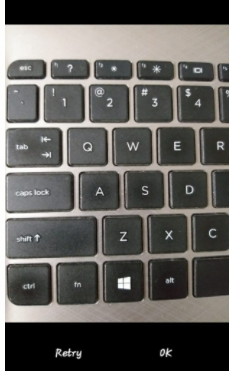 esc ?
! 1 @ 2 # 3 $ 4
tab Q W E R
caps lock A S D
shift Z X C
ctrl fn alt
Retry OK